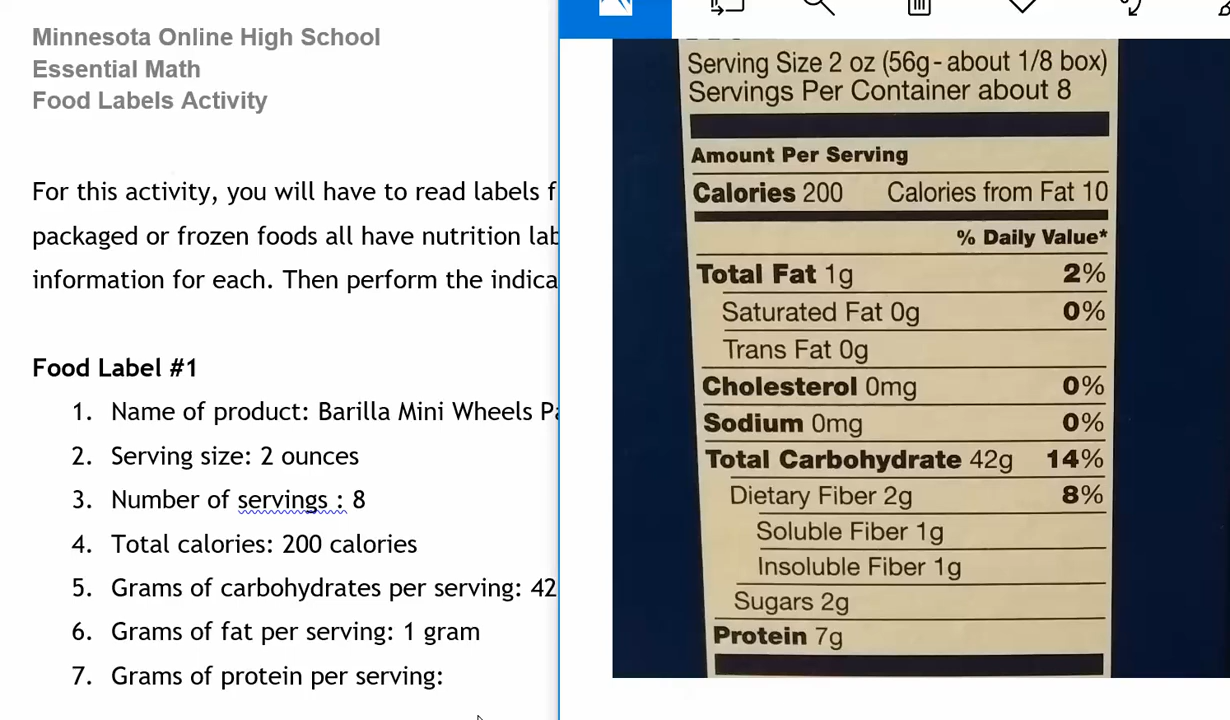 Minnesota Online High School
Essential Math
Food Labels Activity
For this activity, you will have to read labels f
packaged or frozen foods all have nutrition lab
information for each. Then perform the indica
Food Label #1
1. Name of product: Barilla Mini Wheels Pa
2. Serving size: 2 ounces
3. Number of servings : 8
4. Total calories: 200 calories
5. Grams of carbohydrates per serving: 42
6. Grams of fat per serving: 1 gram
7. Grams of protein per serving:
Serving Size 2 oz (56g - about 1/8 box)
Servings Per Container about 8
Amount Per Serving
Calories 200 Calories from Fat 10
% Daily Value*
Total Fat 1g 2%
Saturated Fat 0g 0%
Trans Fat 0g
Cholesterol 0mg 0%
Sodium 0mg 0%
Total Carbohydrate 42g 14%
Dietary Fiber 2g 8%
Soluble Fiber 1g
Insoluble Fiber 1g
Sugars 2g
Protein 7g